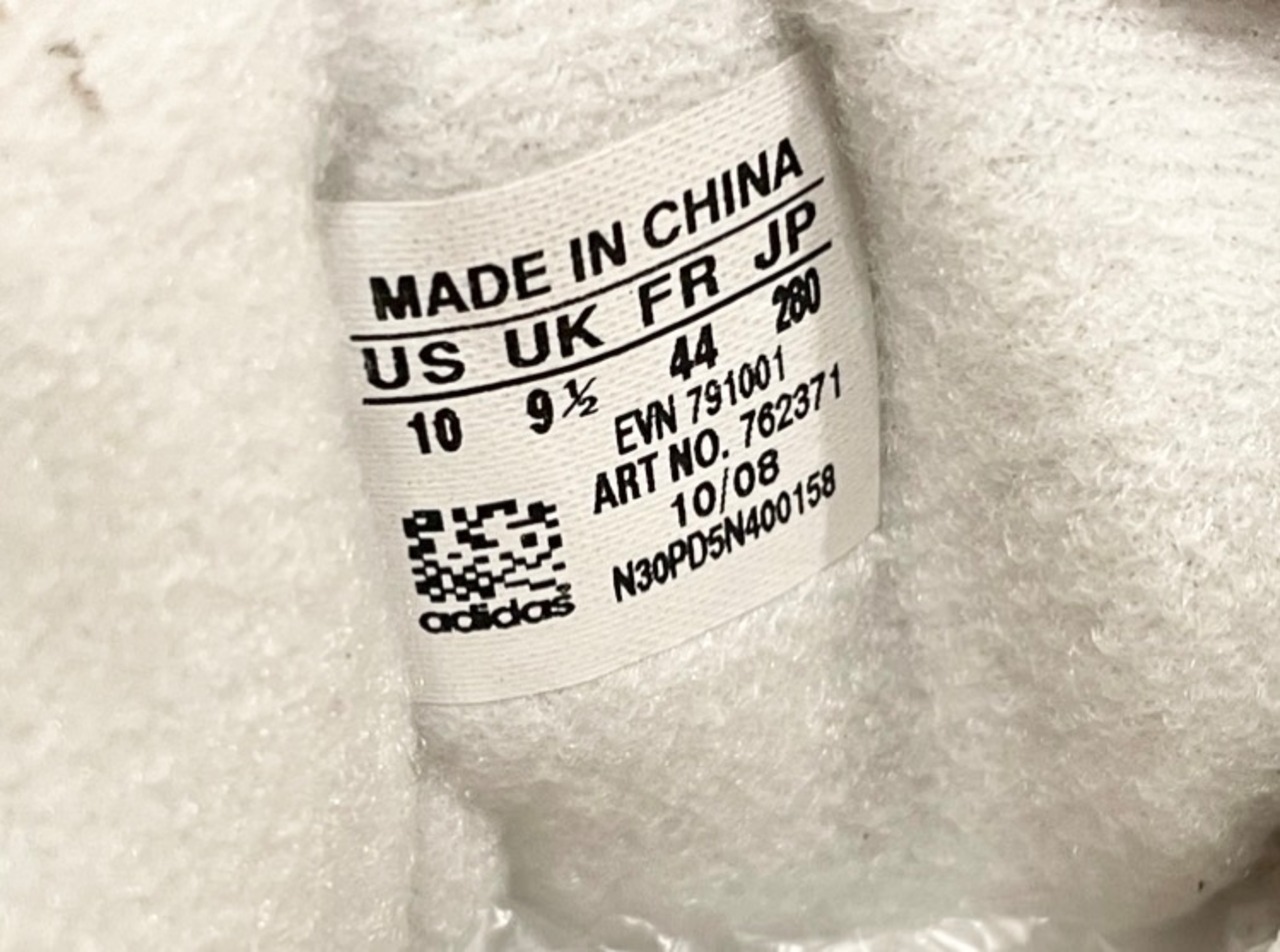 MADE IN CHINA
US UK FR JP
10 9½ 44 280
EVN 791001
ART NO. 762371
10/08
N30PD5N400158
adidas